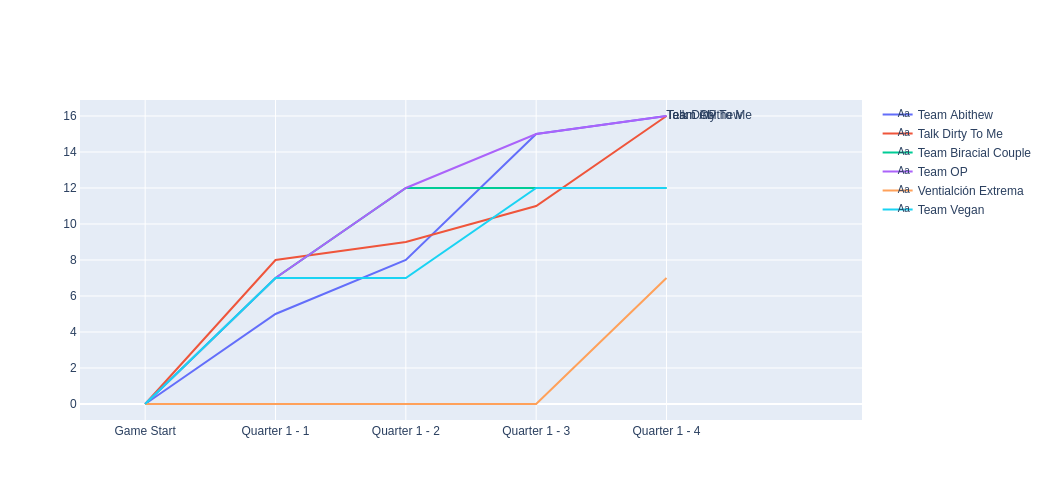 16
14
12
10
8
6
4
2
0
Game Start
Quarter 1 - 1
Quarter 1 - 2
Quarter 1 - 3
Quarter 1 - 4
Aa Team Abithew
Aa Talk Dirty To Me
Aa Team Biracial Couple
Aa Team OP
Aa Ventialción Extrema
Aa Team Vegan